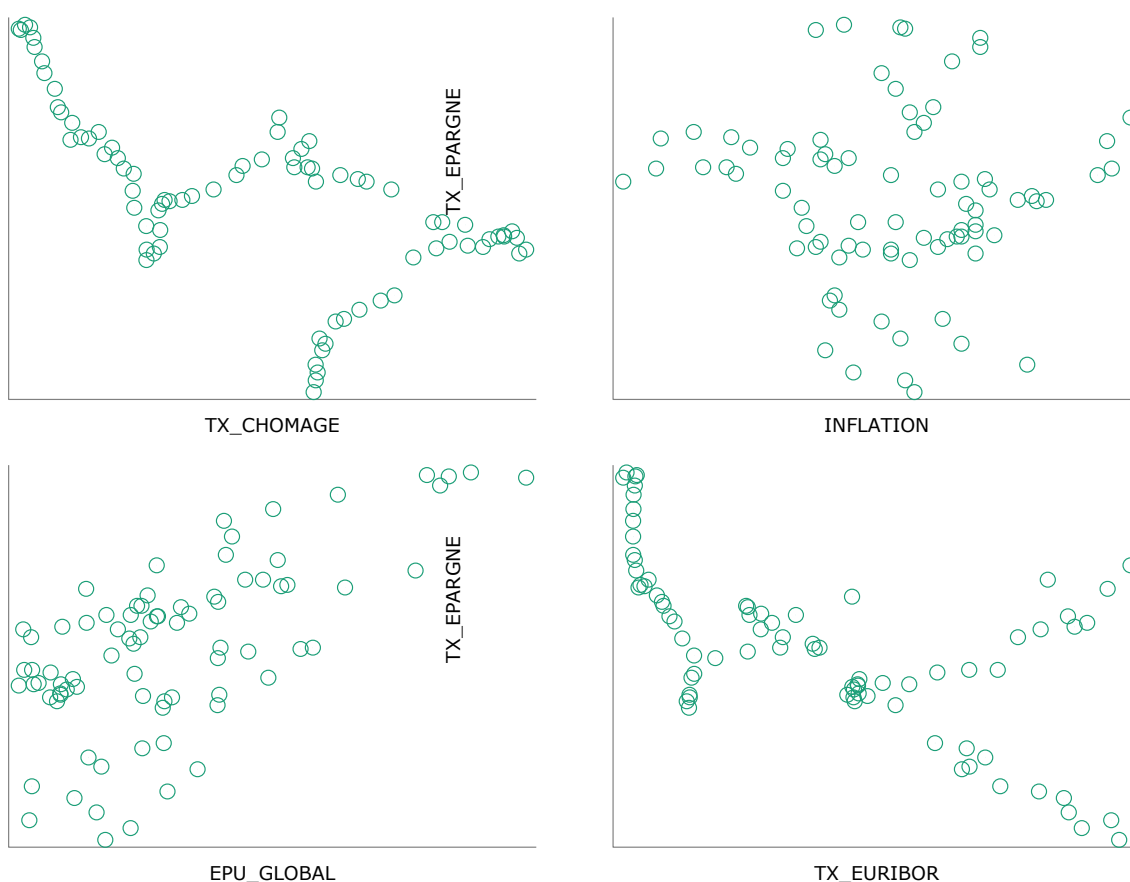 TX_EPARGNE
TX_CHOMAGE
INFLATION
TX_EPARGNE
EPU_GLOBAL
TX_EURIBOR